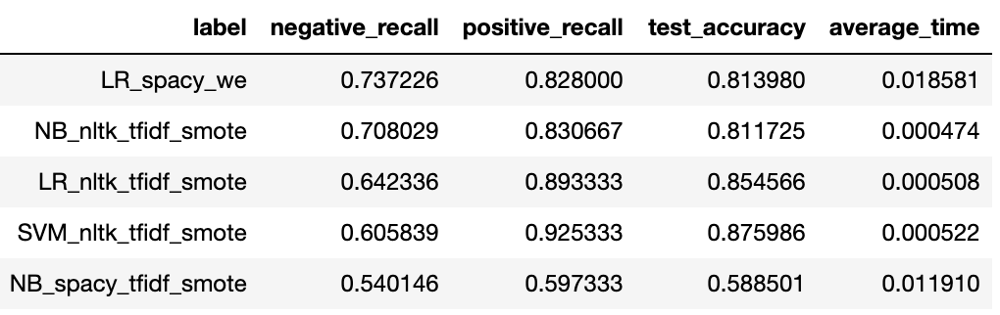 label negative_recall positive_recall test_accuracy average_time
LR_spacy_we 0.737226 0.828000 0.813980 0.018581
NB_nltk_tfidf_smote 0.708029 0.830667 0.811725 0.000474
LR_nltk_tfidf_smote 0.642336 0.893333 0.854566 0.000508
SVM_nltk_tfidf_smote 0.605839 0.925333 0.875986 0.000522
NB_spacy_tfidf_smote 0.540146 0.597333 0.588501 0.011910